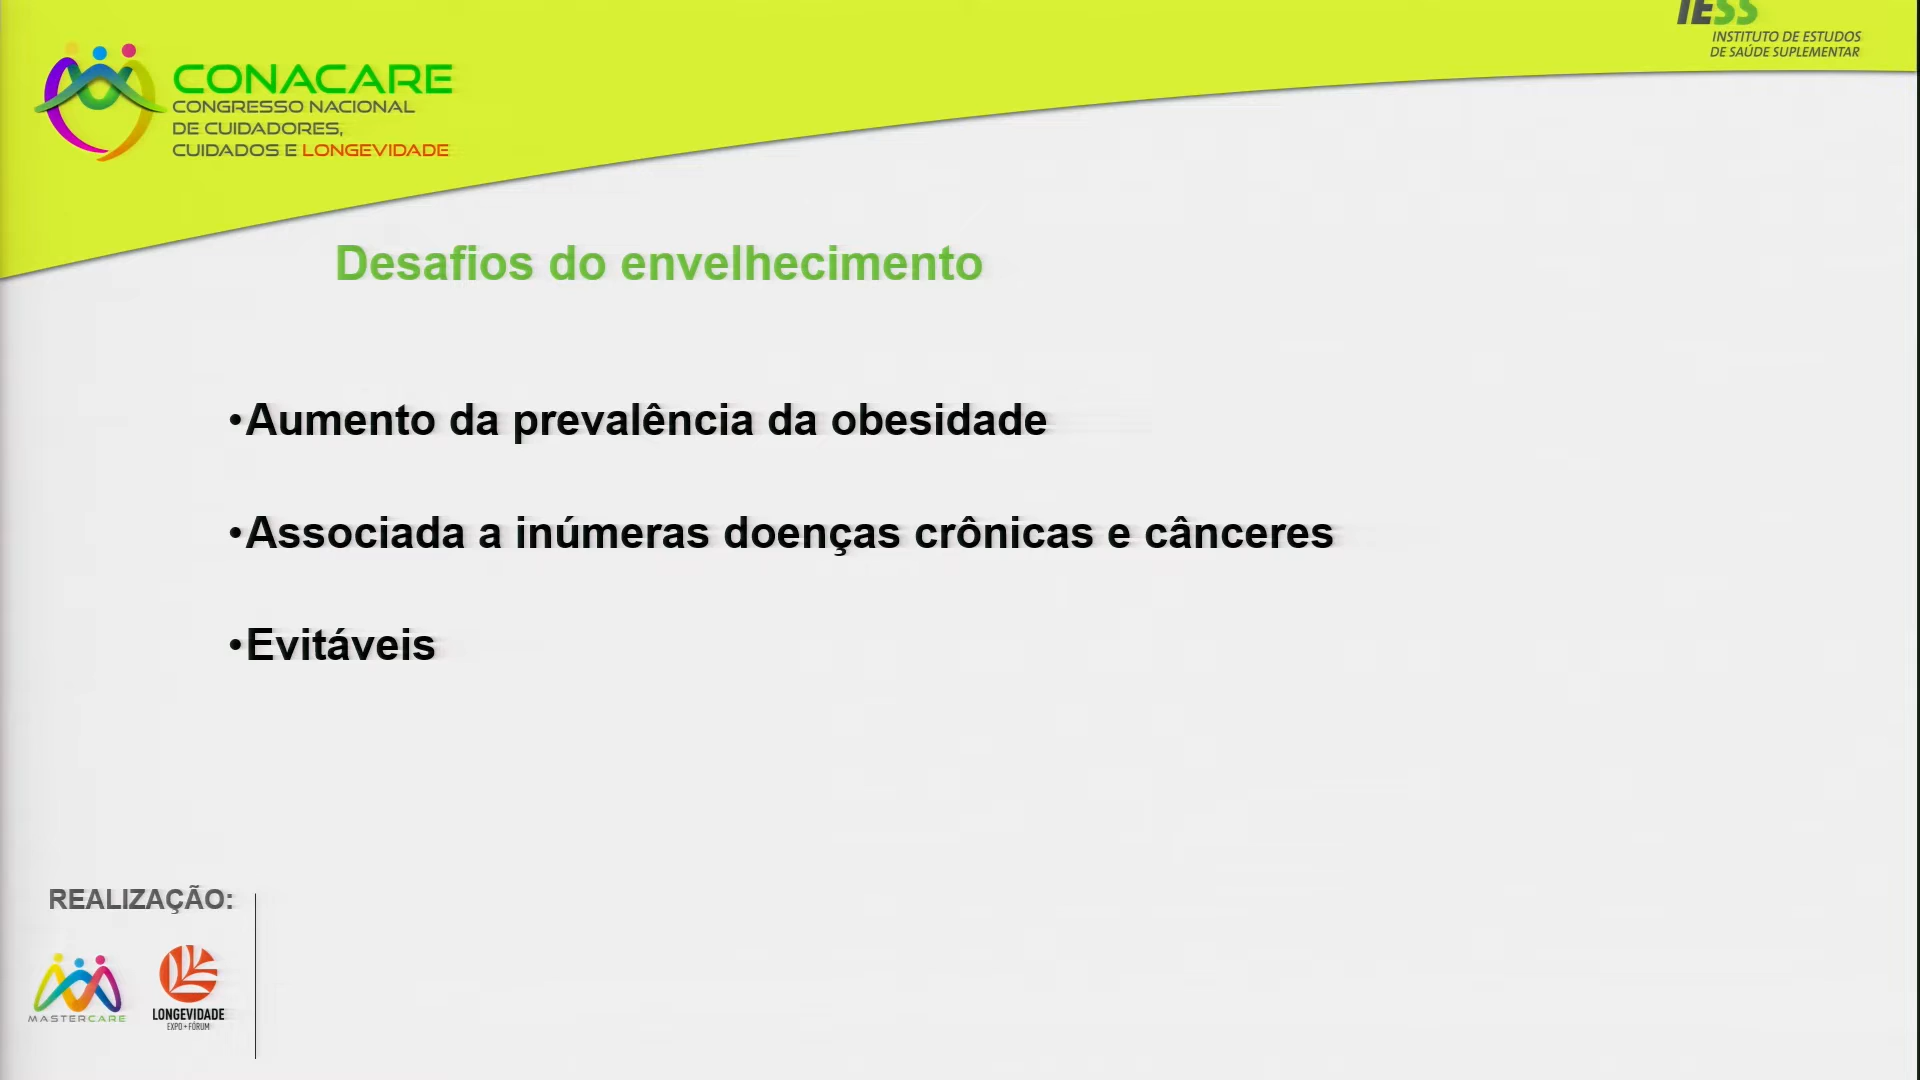 IESS
INSTITUTO DE ESTUDOS
DE SAÚDE SUPLEMENTAR
CONACARE
CONGRESSO NACIONAL
DE CUIDADORES,
CUIDADOS E LONGEVIDADE
Desafios do envelhecimento
•Aumento da prevalência da obesidade
•Associada a inúmeras doenças crônicas e cânceres
•Evitáveis
REALIZAÇÃO:
MASTERCARE
LONGEVIDADE
EXPO+FÓRUM